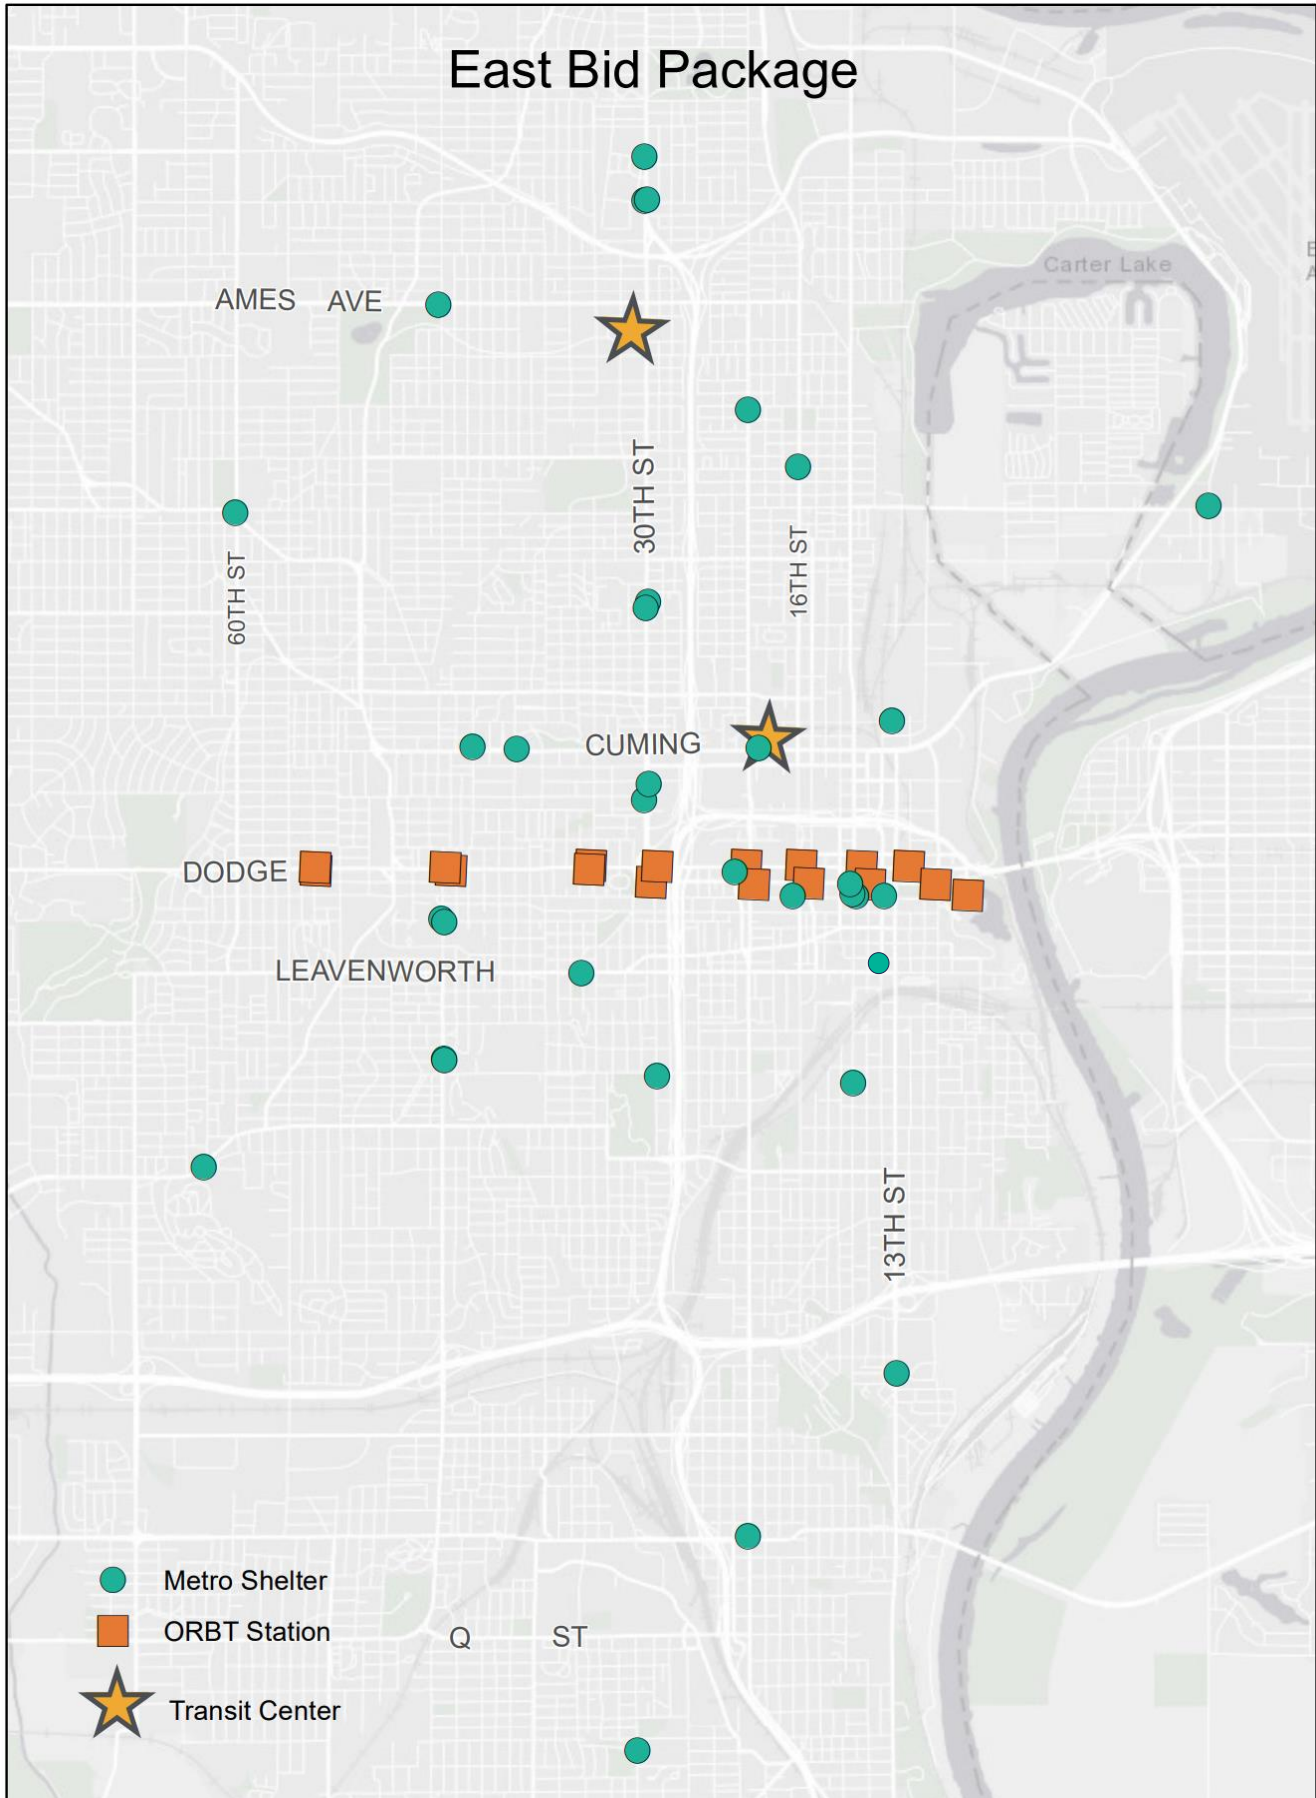 East Bid Package
Carter Lake
AMES AVE
30TH ST
16TH ST
60TH ST
CUMING
DODGE
LEAVENWORTH
13TH ST
Metro Shelter
ORBT Station
Q ST
Transit Center